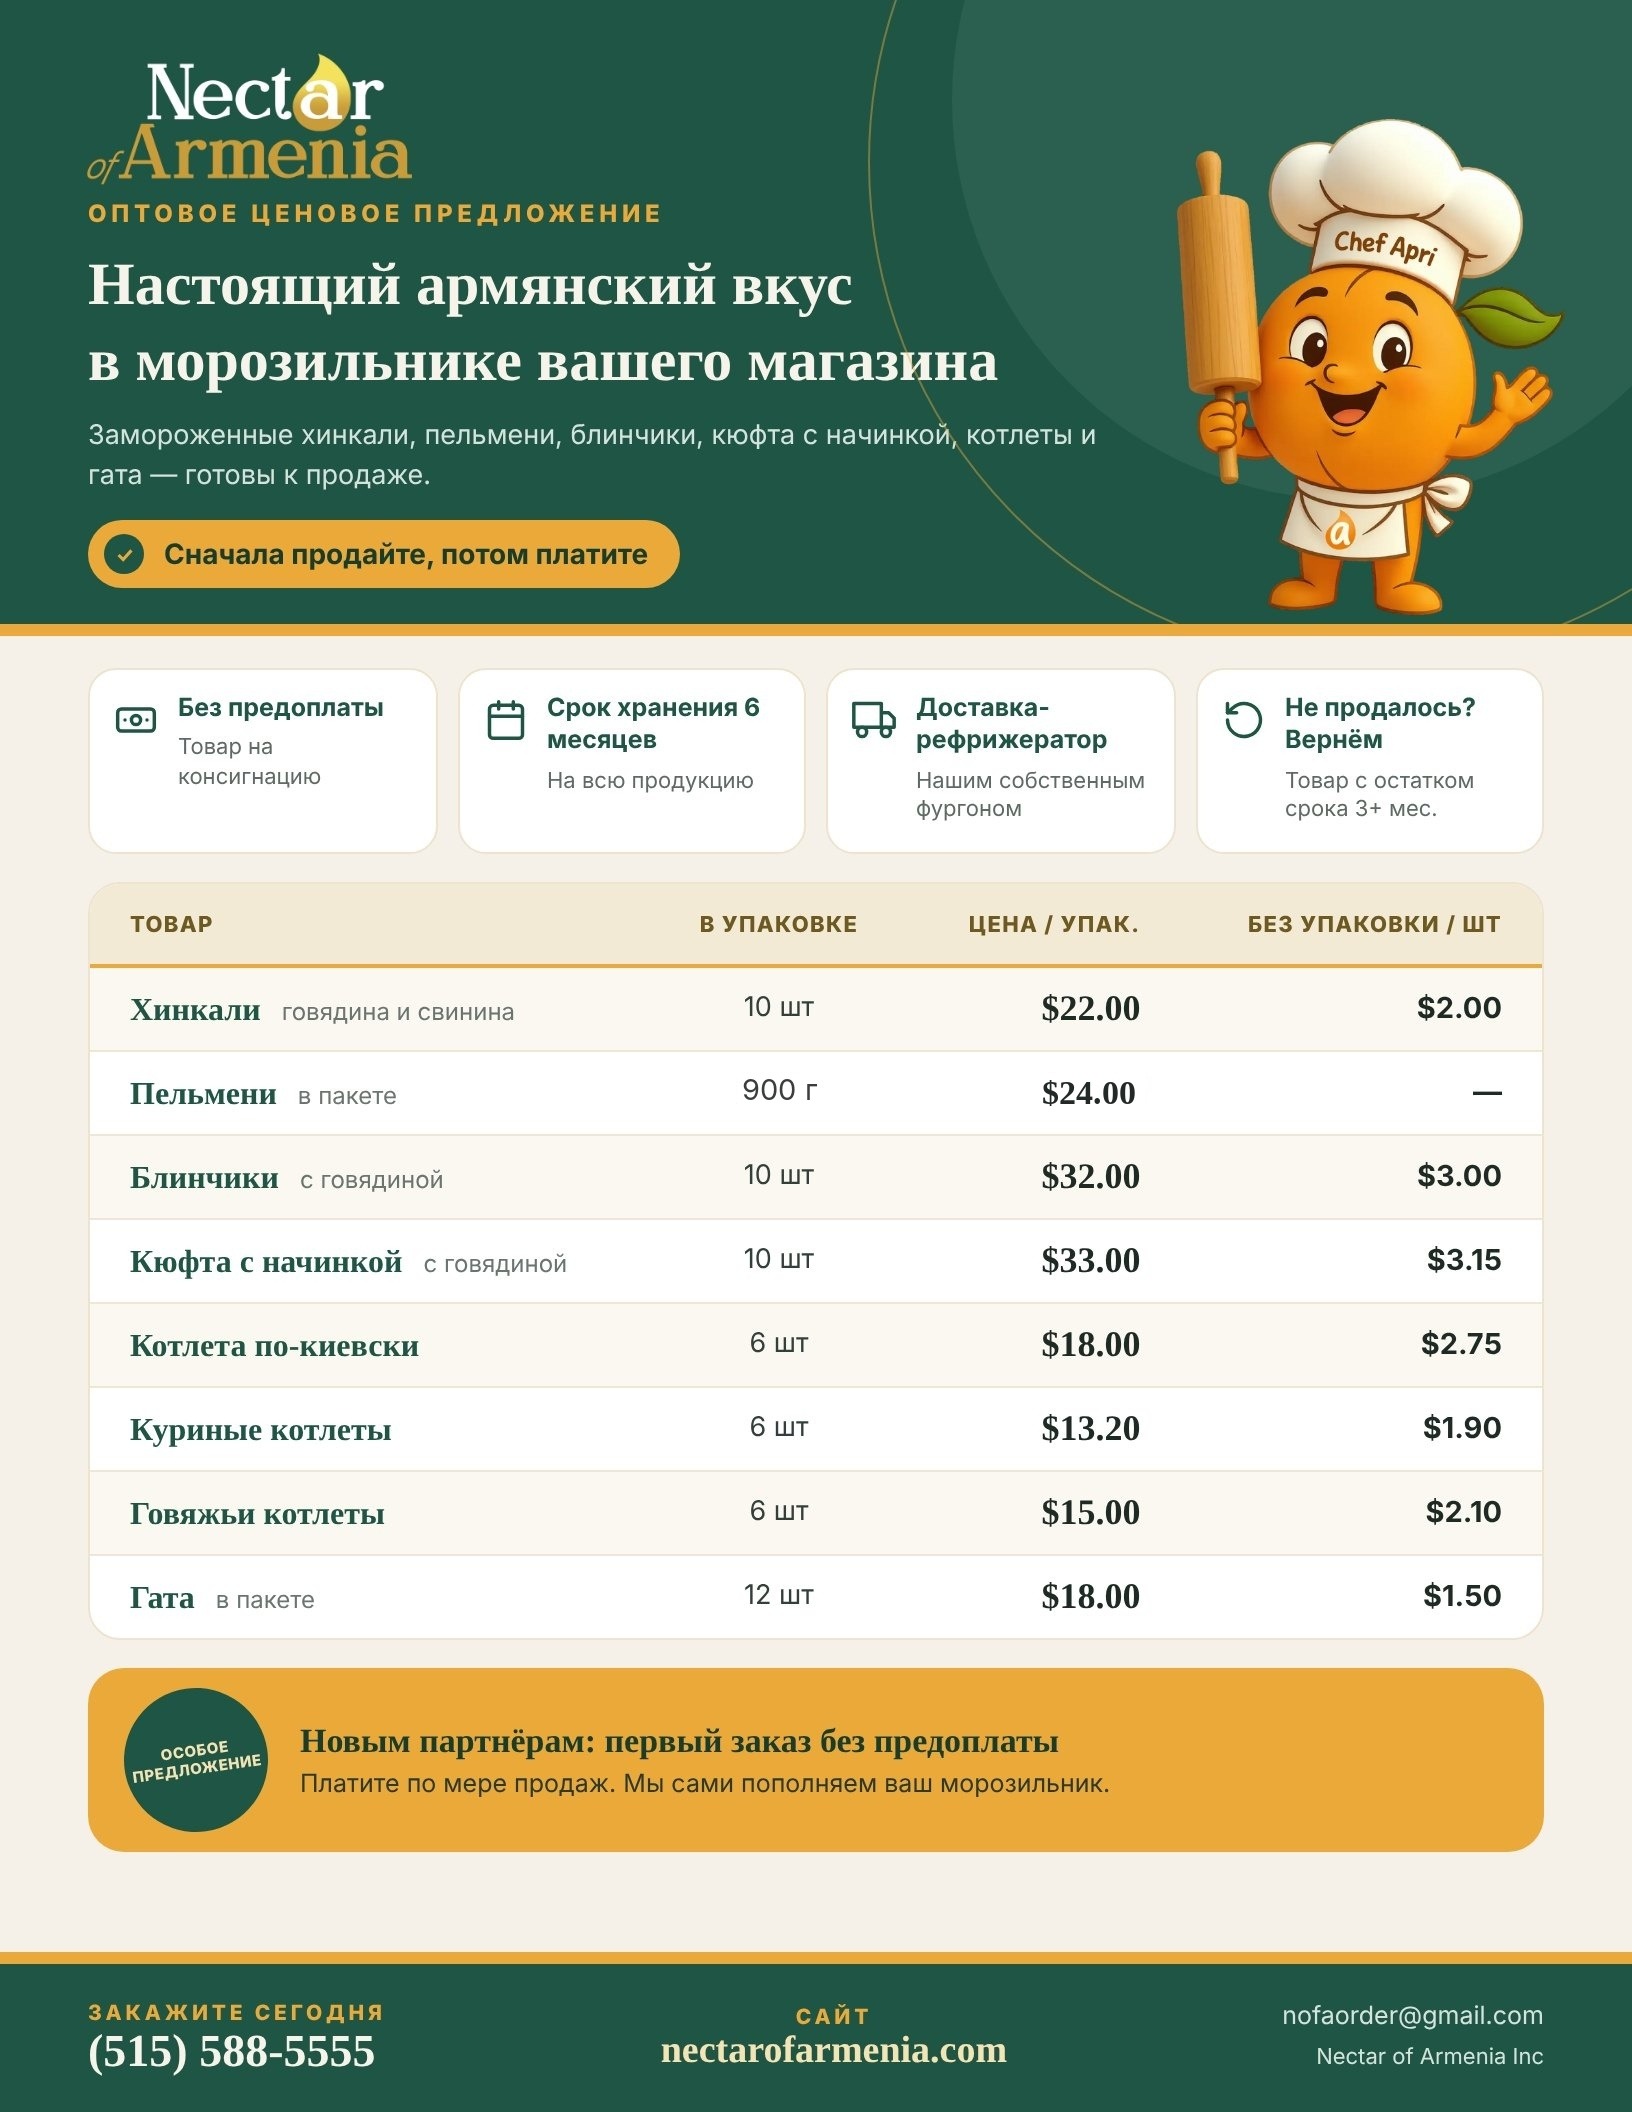 Nectar
of Armenia
ОПТОВОЕ ЦЕНОВОЕ ПРЕДЛОЖЕНИЕ
Настоящий армянский вкус
в морозильнике вашего магазина
Замороженные хинкали, пельмени, блинчики, кюфта с начинкой, котлеты и
гата — готовы к продаже.
Сначала продайте, потом платите
Chef Apri
a
Без предоплаты
Товар на
консигнацию
Срок хранения 6
месяцев
На всю продукцию
Доставка-
рефрижератор
Нашим собственным
фургоном
Не продалось?
Вернём
Товар с остатком
срока 3+ мес.
ТОВАР В УПАКОВКЕ ЦЕНА / УПАК. БЕЗ УПАКОВКИ / ШТ
Хинкали говядина и свинина 10 шт $22.00 $2.00
Пельмени в пакете 900 г $24.00 —
Блинчики с говядиной 10 шт $32.00 $3.00
Кюфта с начинкой с говядиной 10 шт $33.00 $3.15
Котлета по-киевски 6 шт $18.00 $2.75
Куриные котлеты 6 шт $13.20 $1.90
Говяжьи котлеты 6 шт $15.00 $2.10
Гата в пакете 12 шт $18.00 $1.50
ОСОБОЕ
ПРЕДЛОЖЕНИЕ
Новым партнёрам: первый заказ без предоплаты
Платите по мере продаж. Мы сами пополняем ваш морозильник.
ЗАКАЖИТЕ СЕГОДНЯ
(515) 588-5555
САЙТ
nectarofarmenia.com
nofaorder@gmail.com
Nectar of Armenia Inc